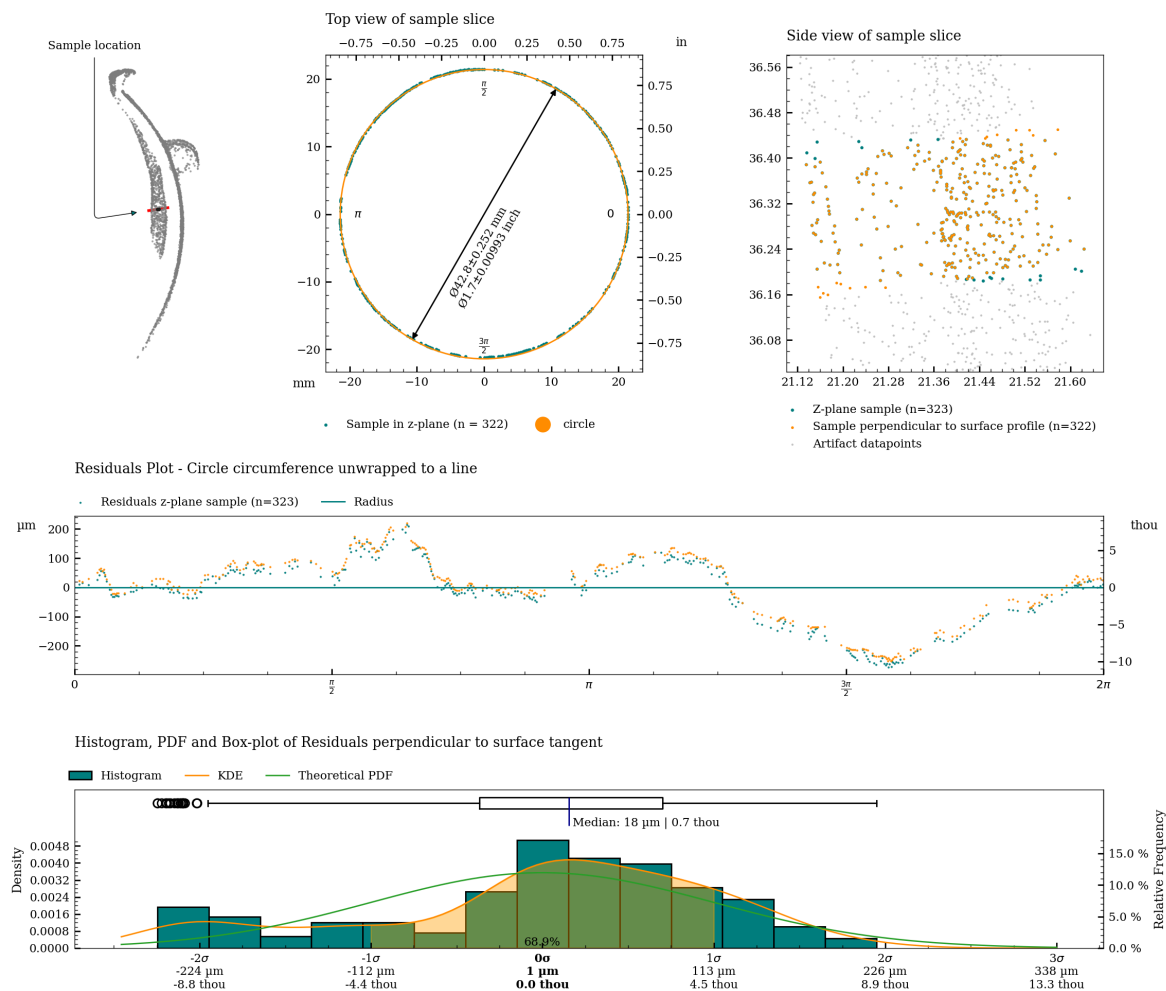 Sample location
Top view of sample slice
−0.75 −0.50 −0.25 0.00 0.25 0.50 0.75
in
20
10
0
−10
−20
0.75
0.50
0.25
0.00
−0.25
−0.50
−0.75
π/2
π
0
3π/2
Ø42.8±0.252 mm
Ø1.7±0.00993 inch
mm
−20 −10 0 10 20
Sample in z-plane (n = 322)
circle
Side view of sample slice
36.56
36.48
36.40
36.32
36.24
36.16
36.08
21.12 21.20 21.28 21.36 21.44 21.52 21.60
Z-plane sample (n=323)
Sample perpendicular to surface profile (n=322)
Artifact datapoints
Residuals Plot - Circle circumference unwrapped to a line
Residuals z-plane sample (n=323)
Radius
µm
thou
200
100
0
−100
−200
5
0
−5
−10
0 π/2 π 3π/2 2π
Histogram, PDF and Box-plot of Residuals perpendicular to surface tangent
Histogram
KDE
Theoretical PDF
Median: 18 µm | 0.7 thou
Density
0.0048
0.0040
0.0032
0.0024
0.0016
0.0008
0.0000
Relative Frequency
15.0 %
10.0 %
5.0 %
0.0 %
68.9%
-2σ -1σ 0σ 1σ 2σ 3σ
-224 µm -112 µm 1 µm 113 µm 226 µm 338 µm
-8.8 thou -4.4 thou 0.0 thou 4.5 thou 8.9 thou 13.3 thou